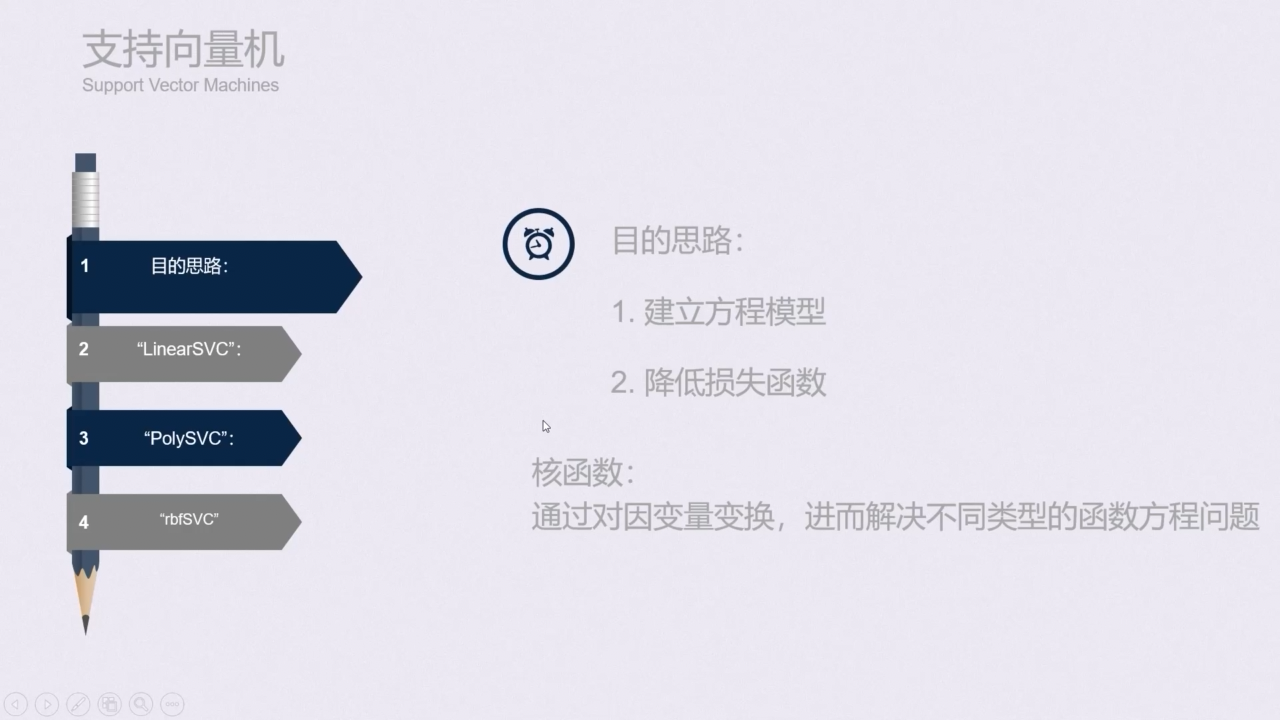 支持向量机
Support Vector Machines
1 目的思路：
2 “LinearSVC”：
3 “PolySVC”：
4 “rbfSVC”
目的思路：
1. 建立方程模型
2. 降低损失函数
核函数：
通过对因变量变换，进而解决不同类型的函数方程问题